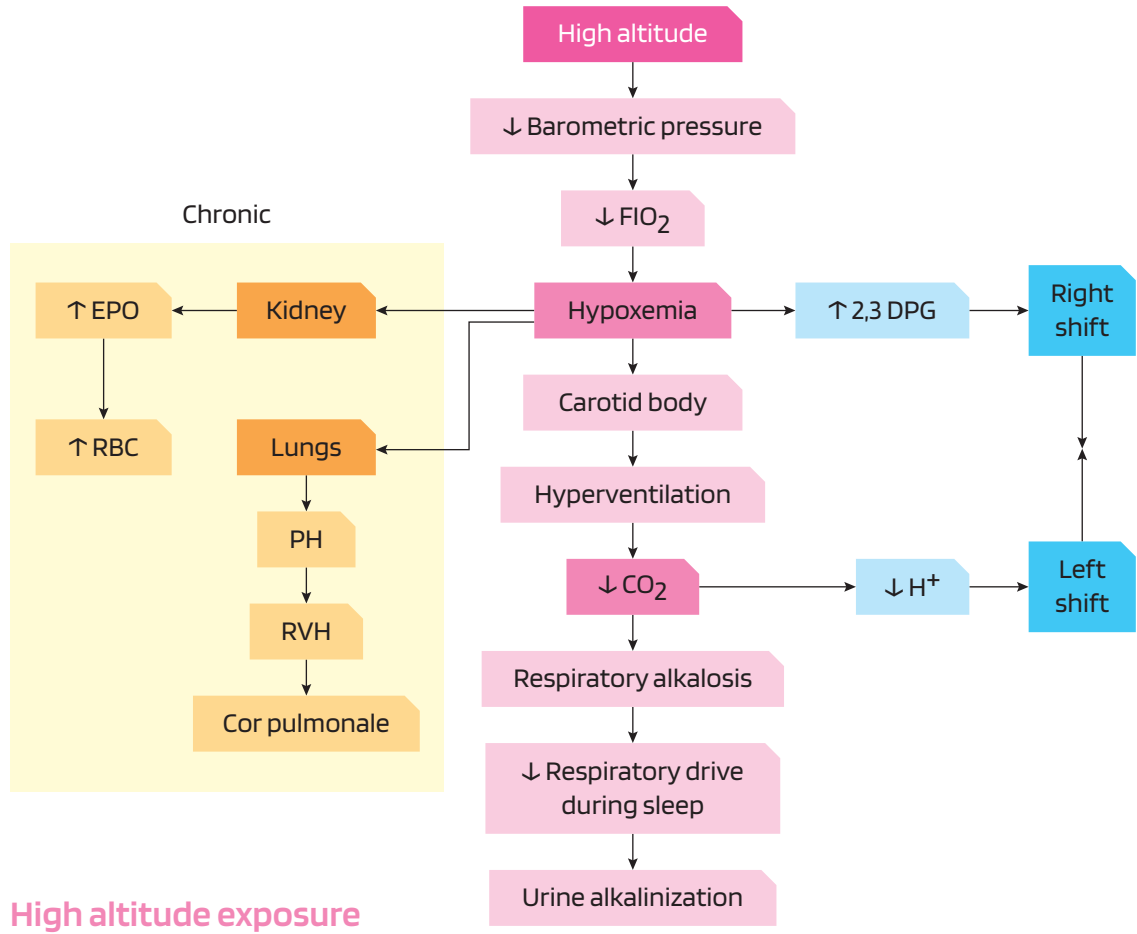 High altitude
↓ Barometric pressure
↓ FIO₂
Chronic
↑ EPO
Kidney
Hypoxemia
↑ 2,3 DPG
Right
shift
Carotid body
↑ RBC
Lungs
Hyperventilation
PH
↓ CO₂
↓ H⁺
Left
shift
RVH
Respiratory alkalosis
Cor pulmonale
↓ Respiratory drive
during sleep
Urine alkalinization
High altitude exposure